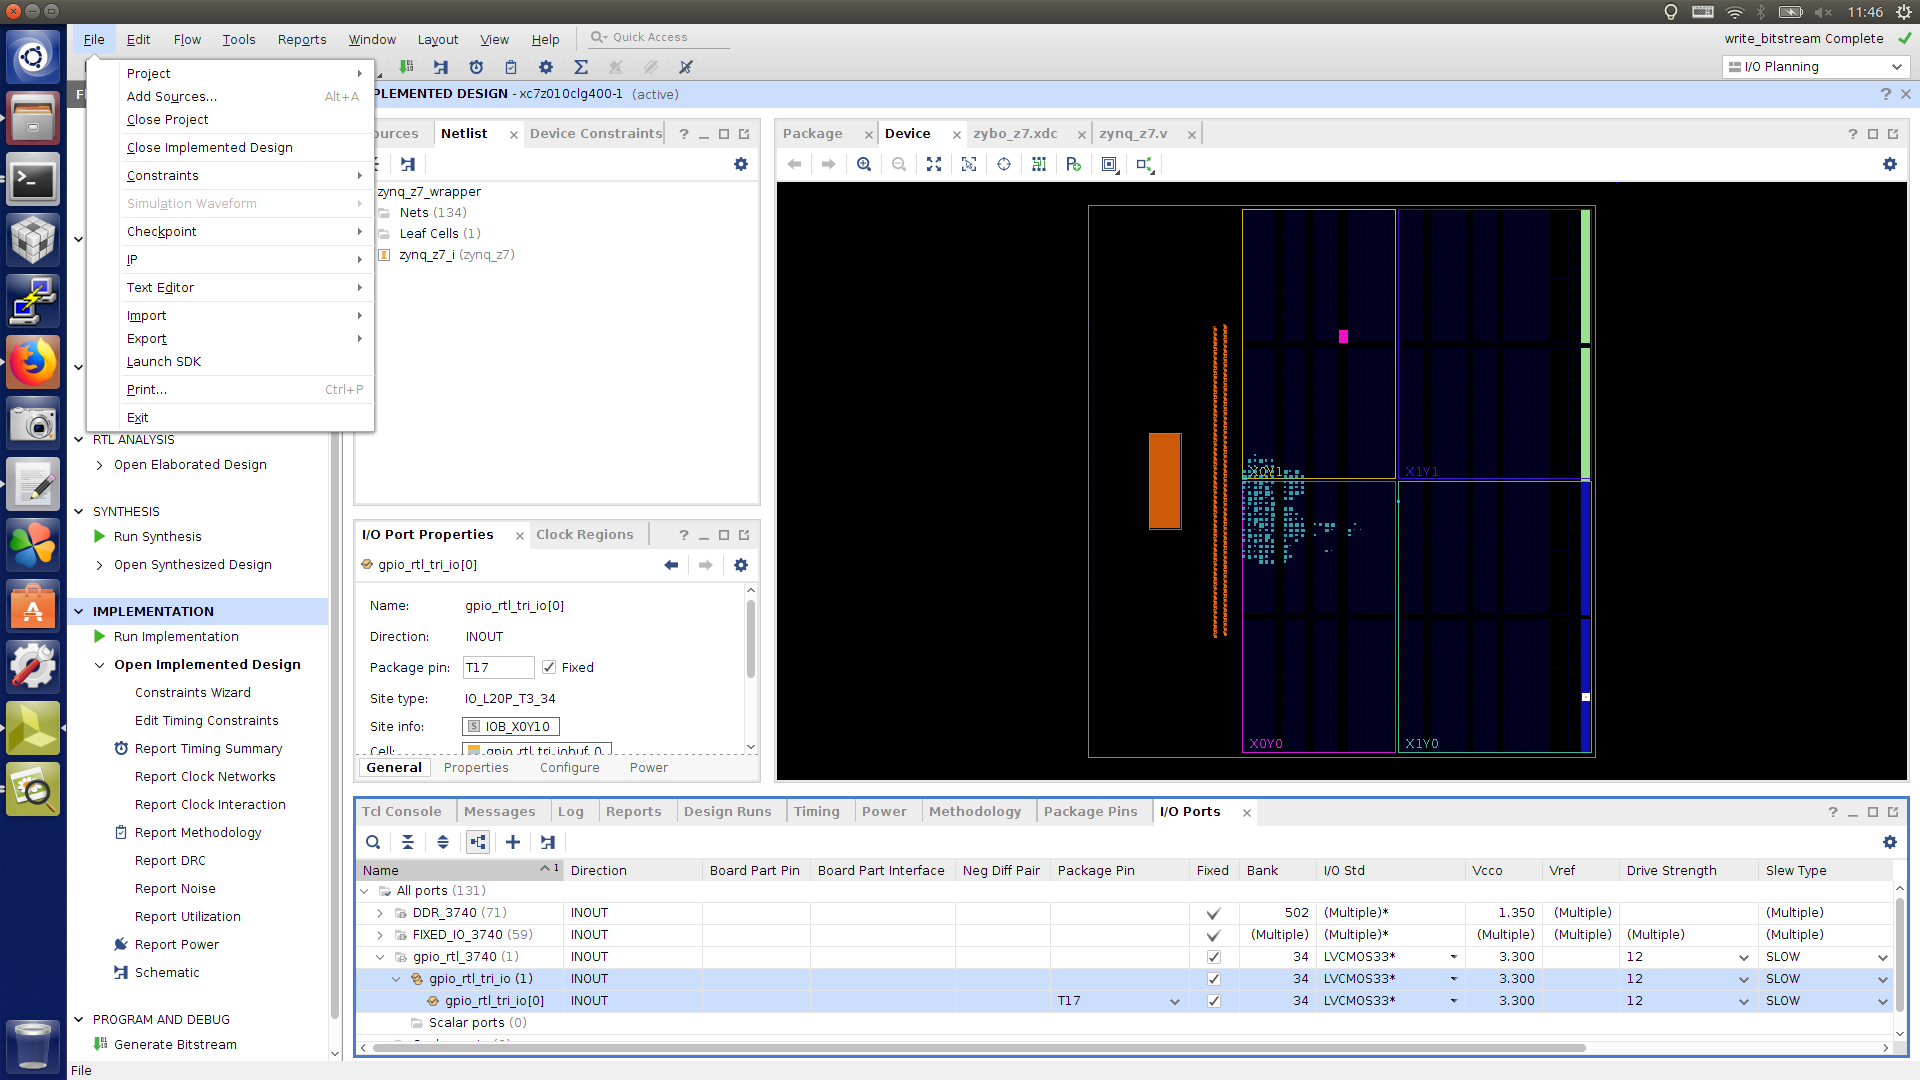 11:46
File Edit Flow Tools Reports Window Layout View Help Quick Access
write_bitstream Complete
I/O Planning
PLEMENTED DESIGN - xc7z010clg400-1 (active)
Project
Add Sources... Alt+A
Close Project
Close Implemented Design
Constraints
Simulation Waveform
Checkpoint
IP
Text Editor
Import
Export
Launch SDK
Print... Ctrl+P
Exit
RTL ANALYSIS
Open Elaborated Design
SYNTHESIS
Run Synthesis
Open Synthesized Design
IMPLEMENTATION
Run Implementation
Open Implemented Design
Constraints Wizard
Edit Timing Constraints
Report Timing Summary
Report Clock Networks
Report Clock Interaction
Report Methodology
Report DRC
Report Noise
Report Utilization
Report Power
Schematic
PROGRAM AND DEBUG
Generate Bitstream
File
ources Netlist Device Constraints
zynq_z7_wrapper
Nets (134)
Leaf Cells (1)
zynq_z7_i (zynq_z7)
I/O Port Properties Clock Regions
gpio_rtl_tri_io[0]
Name: gpio_rtl_tri_io[0]
Direction: INOUT
Package pin: T17 Fixed
Site type: IO_L20P_T3_34
Site info: IOB_X0Y10
Cell: gpio_rtl_tri_iobuf_0
General Properties Configure Power
Package Device zybo_z7.xdc zynq_z7.v
X0Y1 X1Y1
X0Y0 X1Y0
Tcl Console Messages Log Reports Design Runs Timing Power Methodology Package Pins I/O Ports
Name 1 Direction Board Part Pin Board Part Interface Neg Diff Pair Package Pin Fixed Bank I/O Std Vcco Vref Drive Strength Slew Type
All ports (131)
DDR_3740 (71) INOUT 502 (Multiple)* 1.350 (Multiple) (Multiple)
FIXED_IO_3740 (59) INOUT (Multiple) (Multiple)* (Multiple) (Multiple) (Multiple) (Multiple)
gpio_rtl_3740 (1) INOUT 34 LVCMOS33* 3.300 12 SLOW
gpio_rtl_tri_io (1) INOUT 34 LVCMOS33* 3.300 12 SLOW
gpio_rtl_tri_io[0] INOUT T17 34 LVCMOS33* 3.300 12 SLOW
Scalar ports (0)